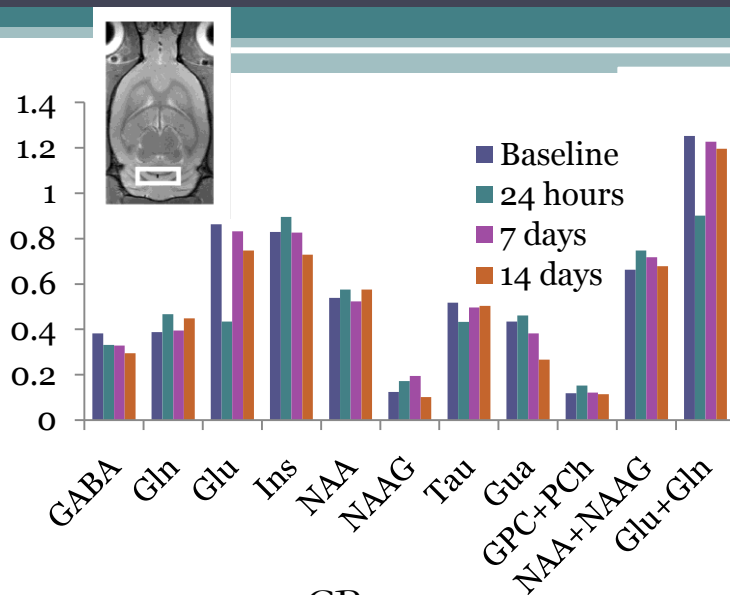 1.4
1.2
1
0.8
0.6
0.4
0.2
0
Baseline
24 hours
7 days
14 days
GABA
Gln
Glu
Ins
NAA
NAAG
Tau
Gua
GPC+PCh
NAA+NAAG
Glu+Gln